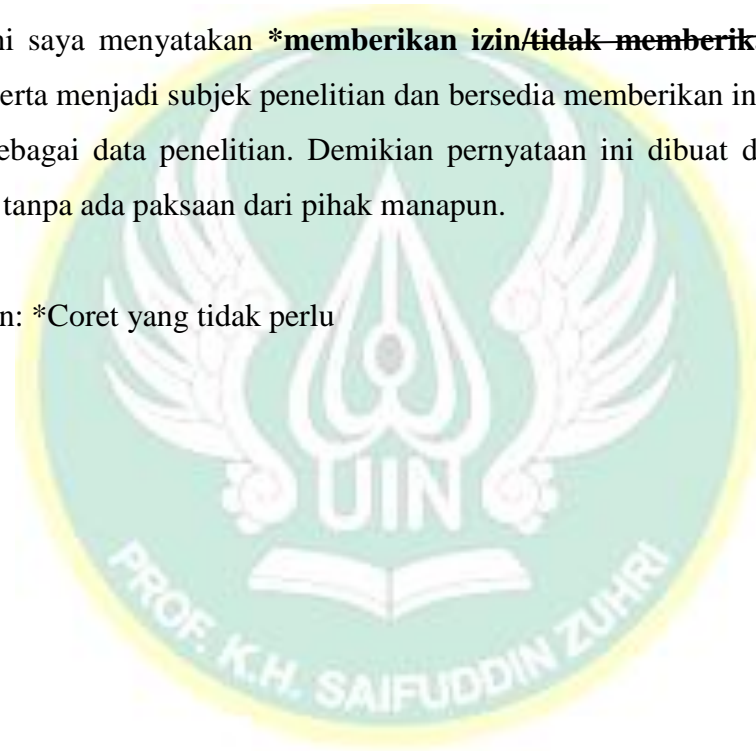 ni saya menyatakan *memberikan izin/tidak memberik
erta menjadi subjek penelitian dan bersedia memberikan in
ebagai data penelitian. Demikian pernyataan ini dibuat d
tanpa ada paksaan dari pihak manapun.
n: *Coret yang tidak perlu
UIN
PROF. K.H. SAIFUDDIN ZUHRI